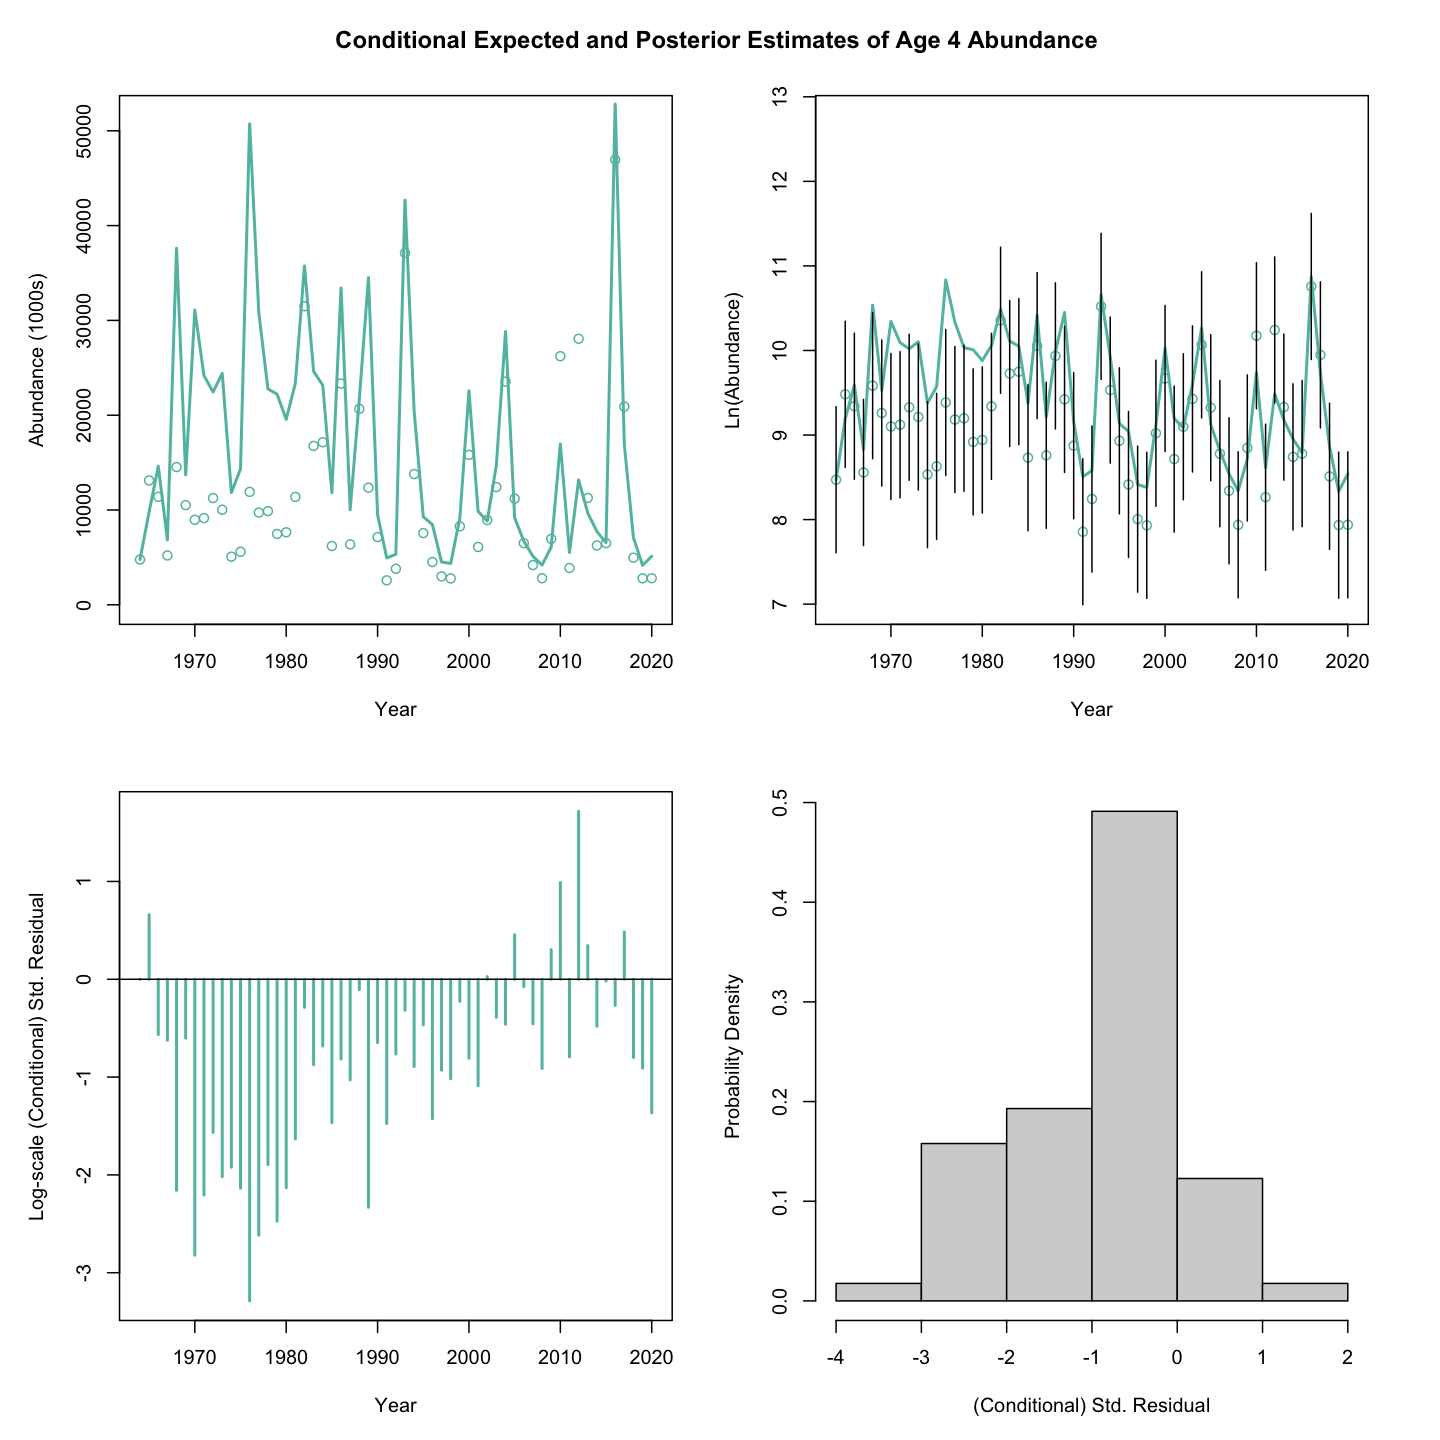 Conditional Expected and Posterior Estimates of Age 4 Abundance
Abundance (1000s)
0 10000 20000 30000 40000 50000
1970 1980 1990 2000 2010 2020
Year
Ln(Abundance)
7 8 9 10 11 12 13
1970 1980 1990 2000 2010 2020
Year
Log-scale (Conditional) Std. Residual
-3 -2 -1 0 1
1970 1980 1990 2000 2010 2020
Year
Probability Density
0.0 0.1 0.2 0.3 0.4 0.5
-4 -3 -2 -1 0 1 2
(Conditional) Std. Residual